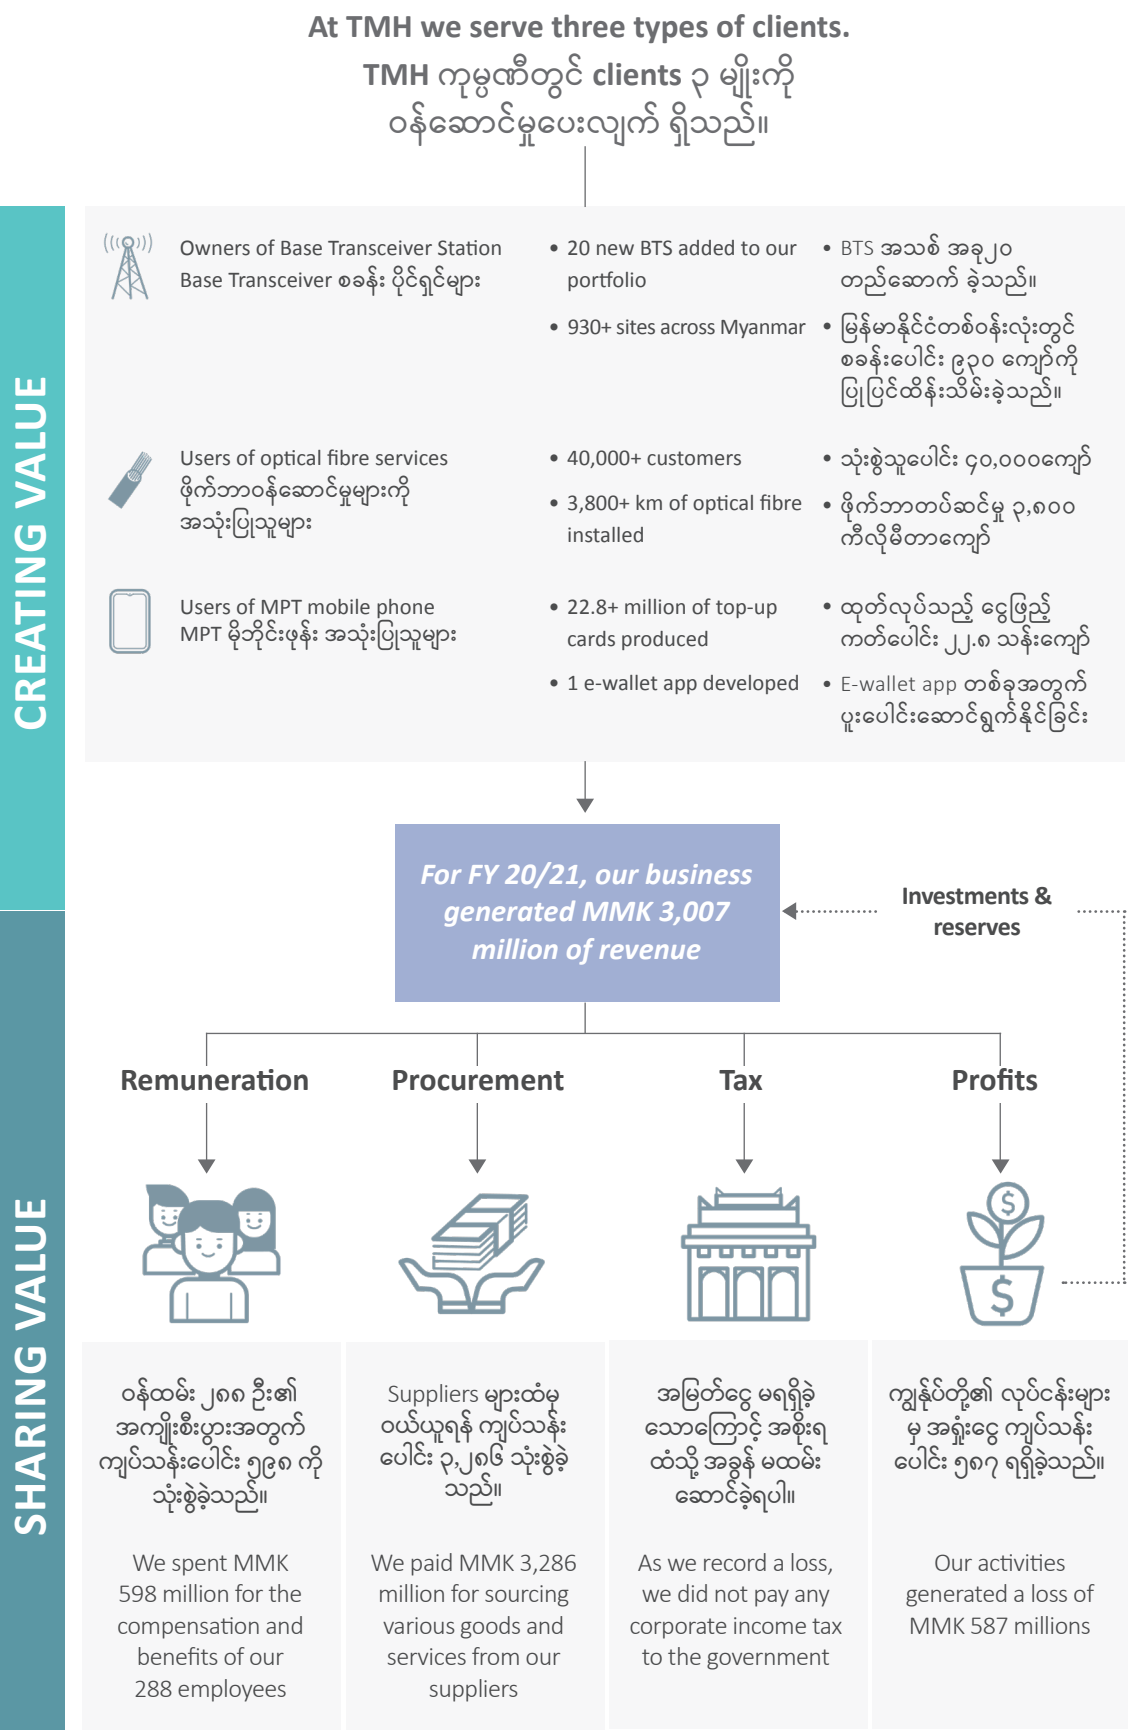 At TMH we serve three types of clients.
TMH ကုမ္ပဏီတွင် clients ၃ မျိုးကို
ဝန်ဆောင်မှုပေးလျက် ရှိသည်။
CREATING VALUE
Owners of Base Transceiver Station
Base Transceiver စခန်း ပိုင်ရှင်များ
• 20 new BTS added to our
portfolio
• 930+ sites across Myanmar
• BTS အသစ် အခု၂၀
တည်ဆောက် ခဲ့သည်။
• မြန်မာနိုင်ငံတစ်ဝန်းလုံးတွင်
စခန်းပေါင်း ၉၃၀ ကျော်ကို
ပြုပြင်ထိန်းသိမ်းခဲ့သည်။
Users of optical fibre services
ဖိုက်ဘာဝန်ဆောင်မှုများကို
အသုံးပြုသူများ
• 40,000+ customers
• 3,800+ km of optical fibre
installed
• သုံးစွဲသူပေါင်း ၄၀,၀၀၀ကျော်
• ဖိုက်ဘာတပ်ဆင်မှု ၃,၈၀၀
ကီလိုမီတာကျော်
Users of MPT mobile phone
MPT မိုဘိုင်းဖုန်း အသုံးပြုသူများ
• 22.8+ million of top-up
cards produced
• 1 e-wallet app developed
• ထုတ်လုပ်သည့် ငွေဖြည့်
ကတ်ပေါင်း ၂၂.၈ သန်းကျော်
• E-wallet app တစ်ခုအတွက်
ပူးပေါင်းဆောင်ရွက်နိုင်ခြင်း
For FY 20/21, our business
generated MMK 3,007
million of revenue
Investments &
reserves
SHARING VALUE
Remuneration
Procurement
Tax
Profits
$
$
ဝန်ထမ်း ၂၈၈ ဦး၏
အကျိုးစီးပွားအတွက်
ကျပ်သန်းပေါင်း ၅၉၈ ကို
သုံးစွဲခဲ့သည်။
We spent MMK
598 million for the
compensation and
benefits of our
288 employees
Suppliers များထံမှ
ဝယ်ယူရန် ကျပ်သန်း
ပေါင်း ၃,၂၈၆ သုံးစွဲခဲ့
သည်။
We paid MMK 3,286
million for sourcing
various goods and
services from our
suppliers
အမြတ်ငွေ မရရှိခဲ့
သောကြောင့် အစိုးရ
ထံသို့ အခွန် မထမ်း
ဆောင်ခဲ့ရပါ။
As we record a loss,
we did not pay any
corporate income tax
to the government
ကျွန်ုပ်တို့၏ လုပ်ငန်းများ
မှ အရှုံးငွေ ကျပ်သန်း
ပေါင်း ၅၈၇ ရရှိခဲ့သည်။
Our activities
generated a loss of
MMK 587 millions